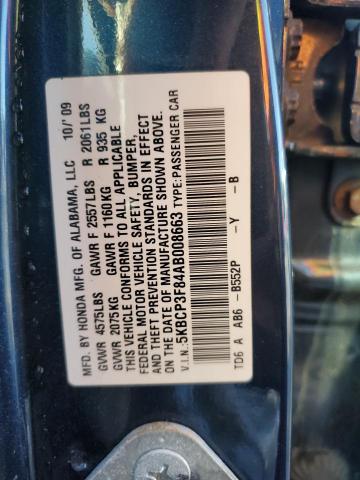 MFD. BY HONDA MFG. OF ALABAMA, LLC 10/' 09
GVWR 4575LBS GAWR F 2557LBS R 2061LBS
GVWR 2075KG GAWR F 1160KG R 935 KG
THIS VEHICLE CONFORMS TO ALL APPLICABLE
FEDERAL MOTOR VEHICLE SAFETY, BUMPER,
AND THEFT PREVENTION STANDARDS IN EFFECT
ON THE DATE OF MANUFACTURE SHOWN ABOVE.
V.I.N.: 5KBCP3F84AB008663 TYPE:PASSENGER CAR
TD6 A AB6 - B552P -Y - B